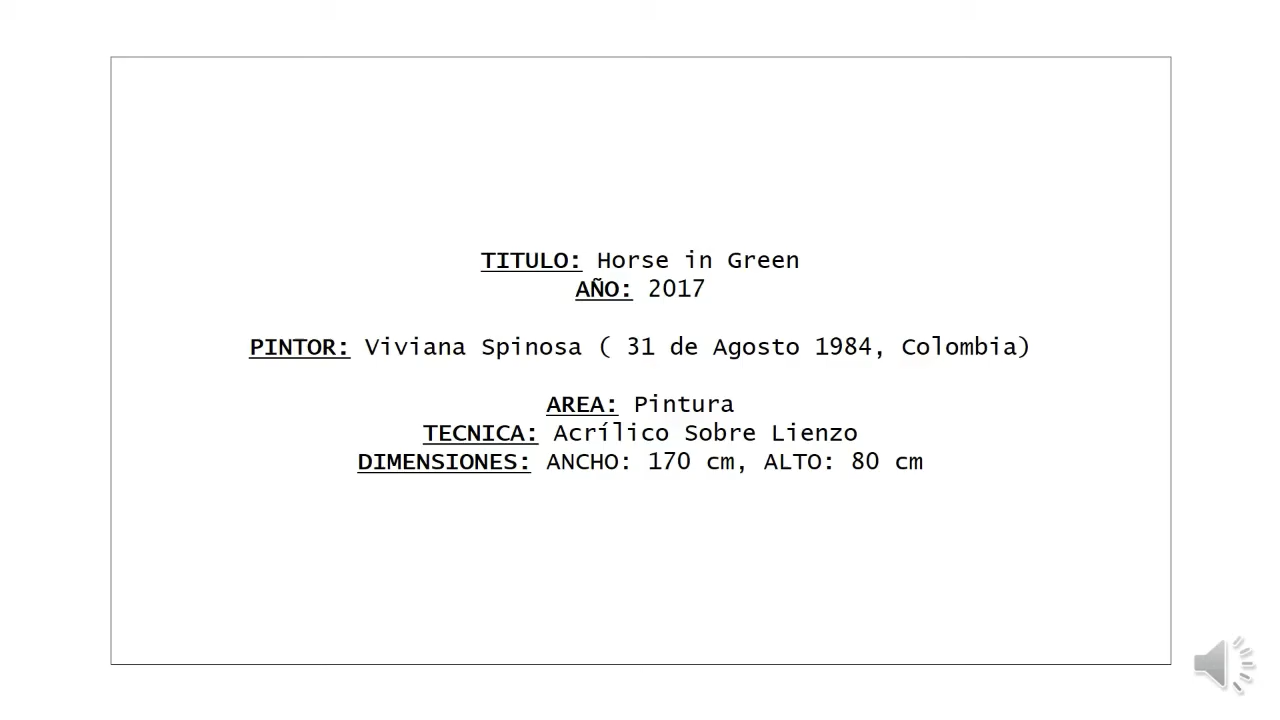 TITULO: Horse in Green
AÑO: 2017
PINTOR: Viviana Spinosa ( 31 de Agosto 1984, Colombia)
AREA: Pintura
TECNICA: Acrílico Sobre Lienzo
DIMENSIONES: ANCHO: 170 cm, ALTO: 80 cm